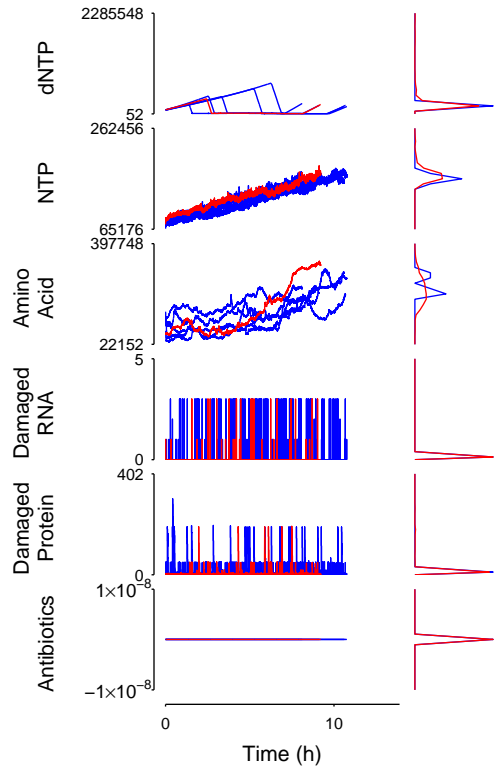 2285548
dNTP
52
262456
NTP
65176
397748
Amino
Acid
22152
5
Damaged
RNA
0
402
Damaged
Protein
0
1×10⁻⁸
Antibiotics
−1×10⁻⁸
0 10
Time (h)